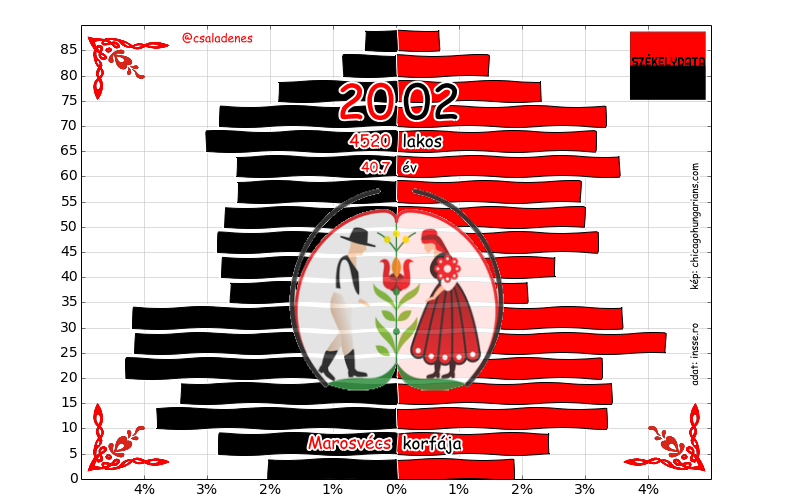 @csaladenes
SZÉKELYDATA
2002
4520 lakos
40.7 év
kép: chicagohungarians.com
adat: insse.ro
Marosvécs korfája
85
80
75
70
65
60
55
50
45
40
35
30
25
20
15
10
5
0
4% 3% 2% 1% 0% 1% 2% 3% 4%